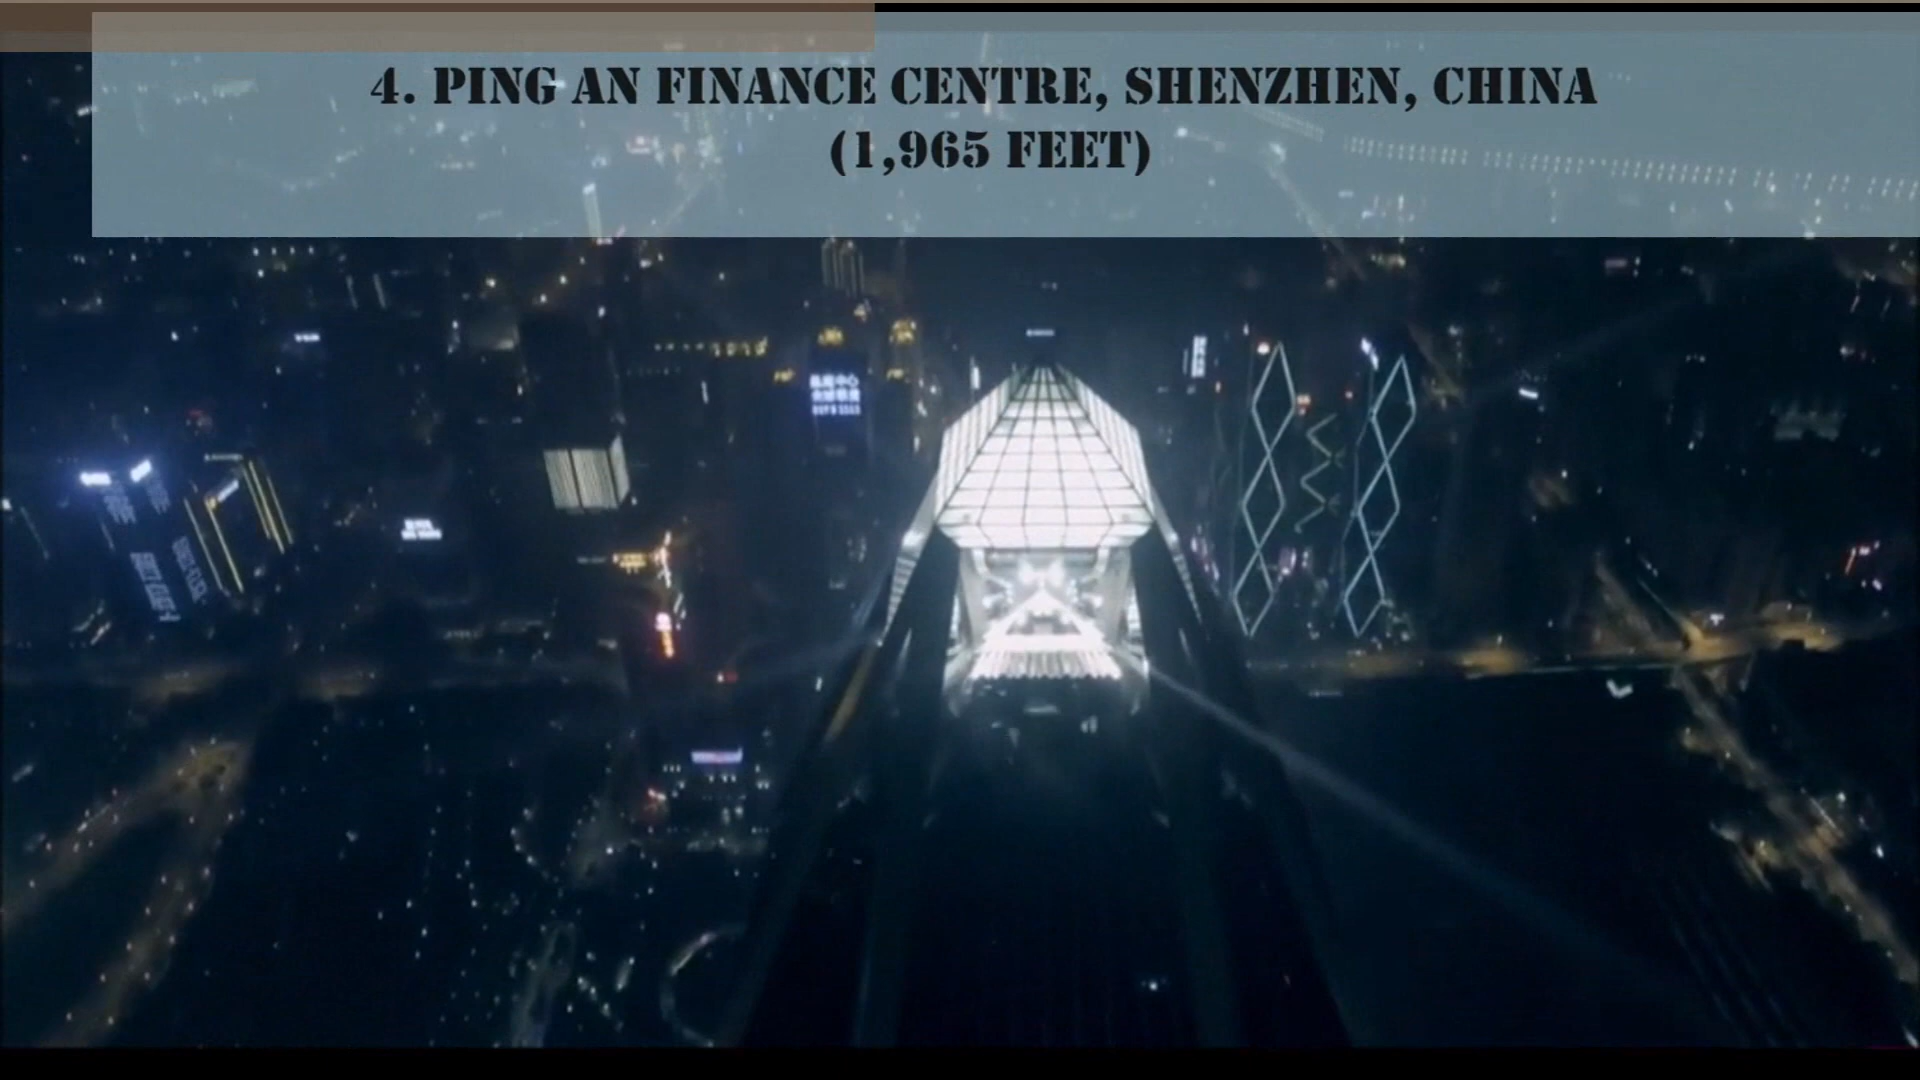 4. PING AN FINANCE CENTRE, SHENZHEN, CHINA
(1,965 FEET)